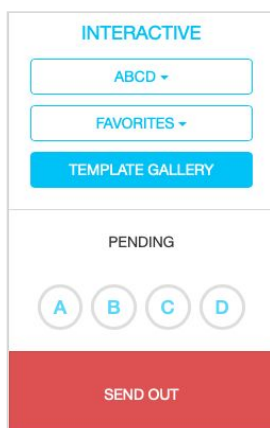 INTERACTIVE
ABCD
FAVORITES
TEMPLATE GALLERY
PENDING
A B C D
SEND OUT